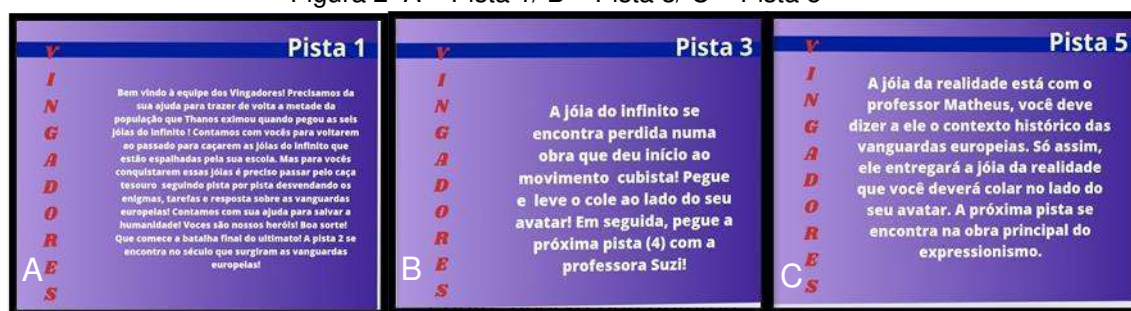 Pista 1
V
I
N
G
A
D
O
R
E
S
Bem vindo à equipe dos Vingadores! Precisamos da
sua ajuda para trazer de volta a metade da
população que Thanos eximou quando pegou as seis
jóias do infinito ! Contamos com vocês para voltarem
ao passado para caçarem as jóias do infinito que
estão espalhadas pela sua escola. Mas para vocês
conquistarem essas jóias é preciso passar pelo caça
tesouro seguindo pista por pista desvendando os
enigmas, tarefas e resposta sobre as vanguardas
europeias! Contamos com sua ajuda para salvar a
humanidade! Voces são nossos heróis! Boa sorte!
Que comece a batalha final do ultimato! A pista 2 se
encontra no século que surgiram as vanguardas
europeias!
A
Pista 3
V
I
N
G
A
D
O
R
E
S
A jóia do infinito se
encontra perdida numa
obra que deu início ao
movimento cubista! Pegue
e leve o cole ao lado do seu
avatar! Em seguida, pegue a
próxima pista (4) com a
professora Suzi!
B
Pista 5
V
I
N
G
A
D
O
R
E
S
A jóia da realidade está com o
professor Matheus, você deve
dizer a ele o contexto histórico das
vanguardas europeias. Só assim,
ele entregará a jóia da realidade
que você deverá colar no lado do
seu avatar. A próxima pista se
encontra na obra principal do
expressionismo.
C